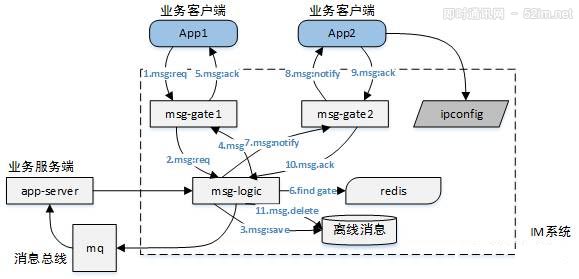 即时通讯网 - 52im.net
业务客户端
业务客户端
App1
App2
1.msg:req
5.msg:ack
8.msg:notify
9.msg:ack
msg-gate1
msg-gate2
ipconfig
2.msg:req
4.msg:
7.msg:notify
10.msg.ack
业务服务端
app-server
msg-logic
6.find gate
redis
11.msg.delete
3.msg:save
离线消息
IM系统
消息总线
mq